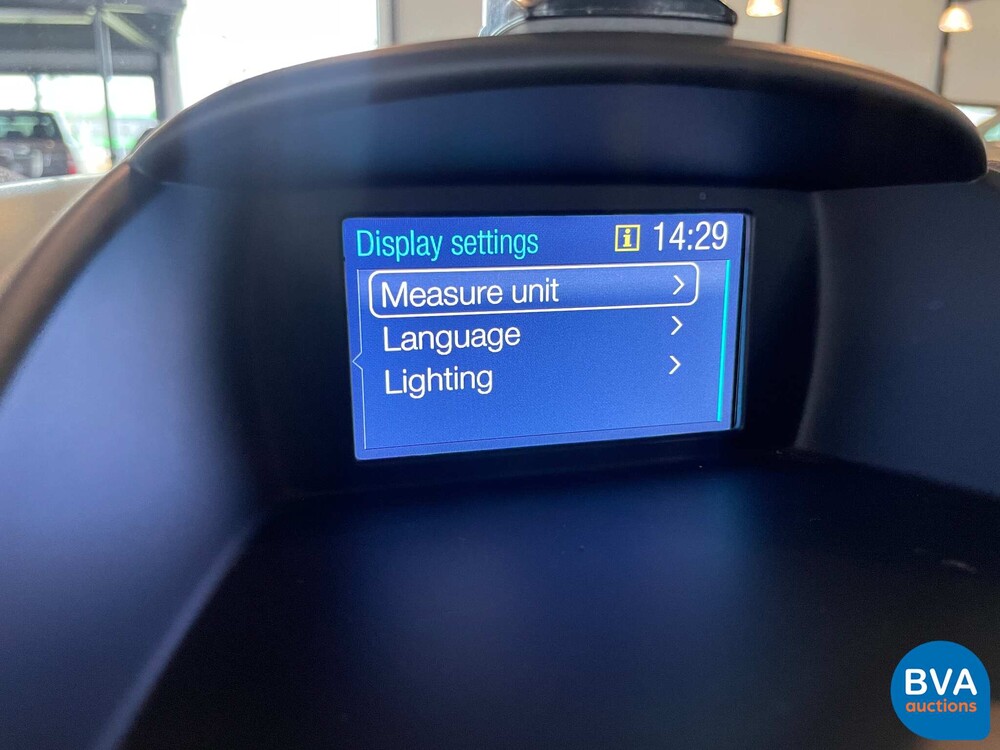 Display settings
i 14:29
Measure unit
Language
Lighting
BVA
auctions